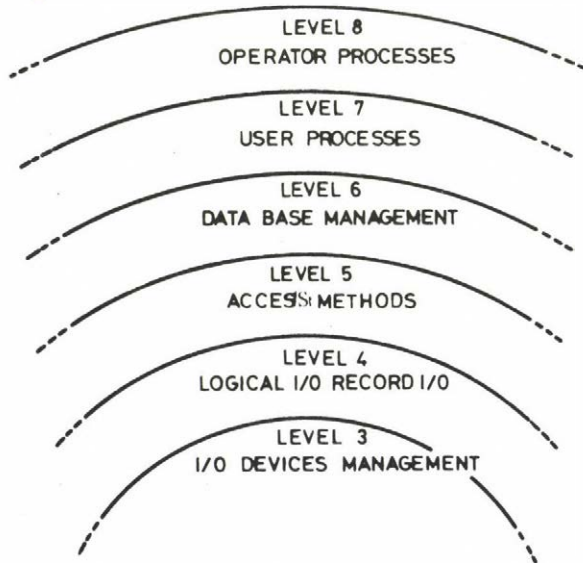 LEVEL 8
OPERATOR PROCESSES
LEVEL 7
USER PROCESSES
LEVEL 6
DATA BASE MANAGEMENT
LEVEL 5
ACCESS METHODS
LEVEL 4
LOGICAL I/O RECORD I/O
LEVEL 3
I/O DEVICES MANAGEMENT